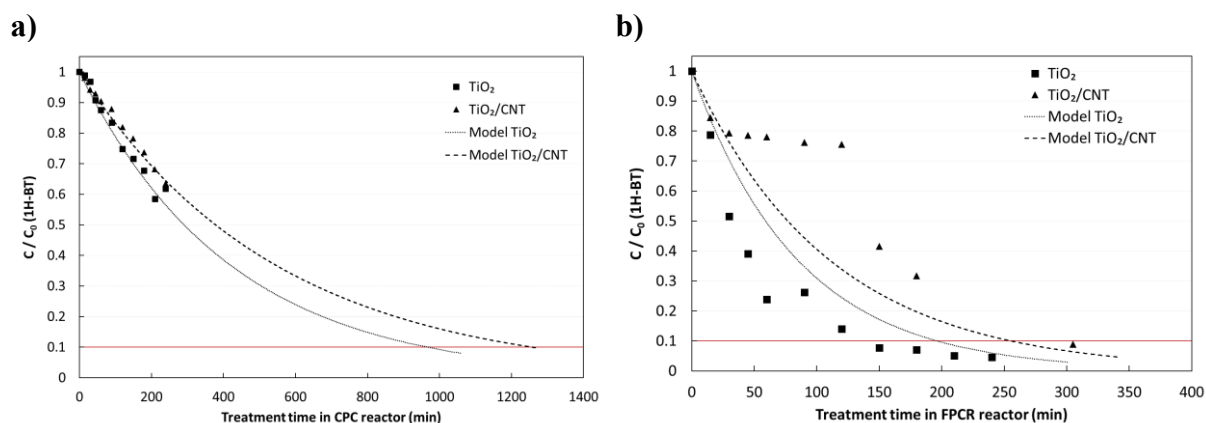 a)
1
0.9
0.8
0.7
0.6
0.5
0.4
0.3
0.2
0.1
0
C / C₀ (1H-BT)
TiO₂
TiO₂/CNT
Model TiO₂
Model TiO₂/CNT
0 200 400 600 800 1000 1200 1400
Treatment time in CPC reactor (min)
b)
1
0.9
0.8
0.7
0.6
0.5
0.4
0.3
0.2
0.1
0
C / C₀ (1H-BT)
TiO₂
TiO₂/CNT
Model TiO₂
Model TiO₂/CNT
0 50 100 150 200 250 300 350 400
Treatment time in FPCR reactor (min)